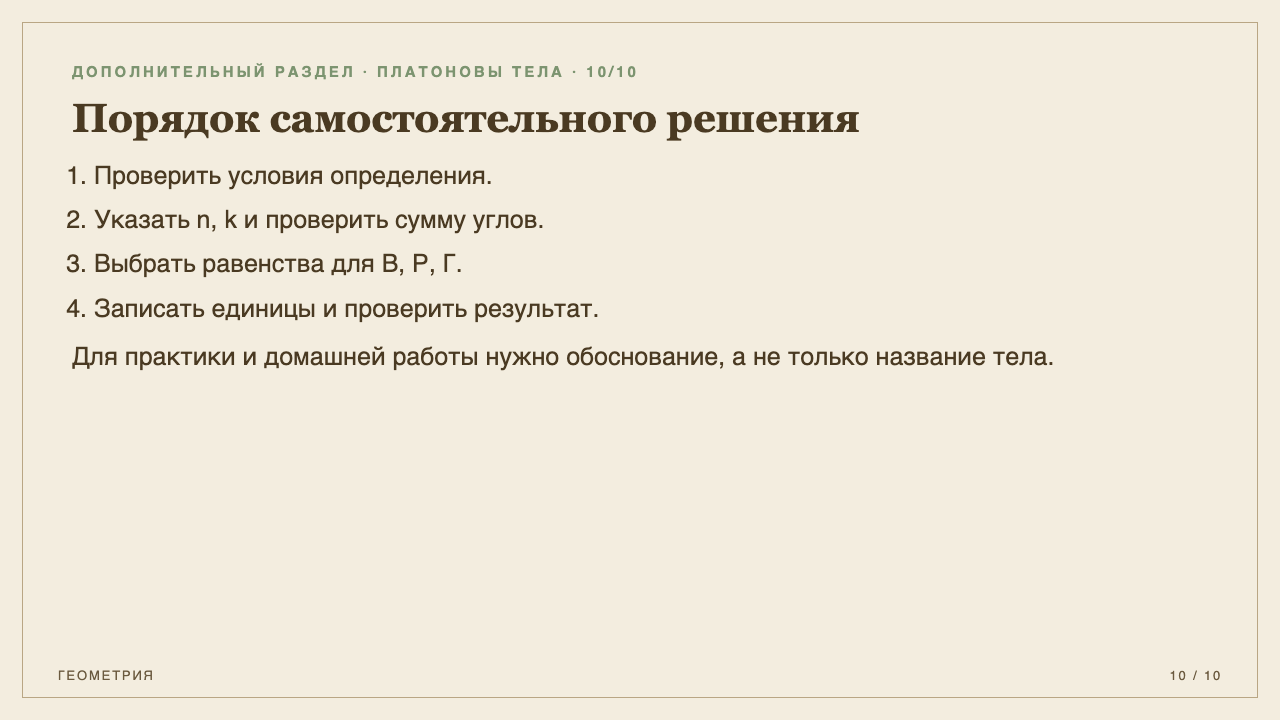 ДОПОЛНИТЕЛЬНЫЙ РАЗДЕЛ · ПЛАТОНОВЫ ТЕЛА · 10/10
Порядок самостоятельного решения
1. Проверить условия определения.
2. Указать n, k и проверить сумму углов.
3. Выбрать равенства для В, Р, Г.
4. Записать единицы и проверить результат.
Для практики и домашней работы нужно обоснование, а не только название тела.
ГЕОМЕТРИЯ
10 / 10